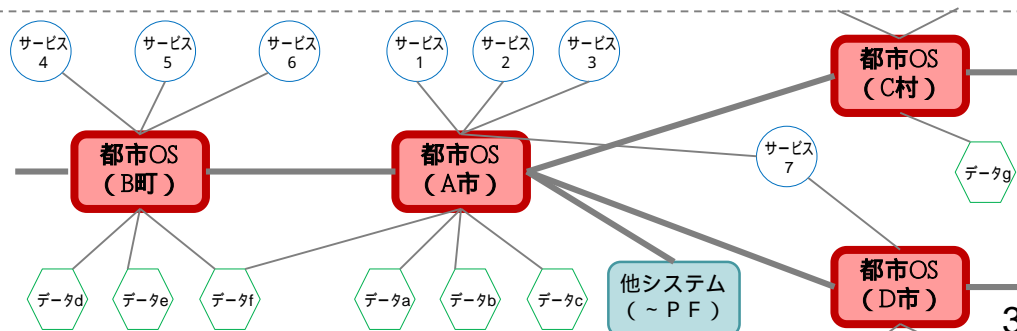 サービス
4
サービス
5
サービス
6
サービス
1
サービス
2
サービス
3
都市OS
（C村）
都市OS
（B町）
都市OS
（A市）
サービス
7
データg
データd
データe
データf
データa
データb
データc
他システム
（～ＰＦ）
都市OS
（D市）
3